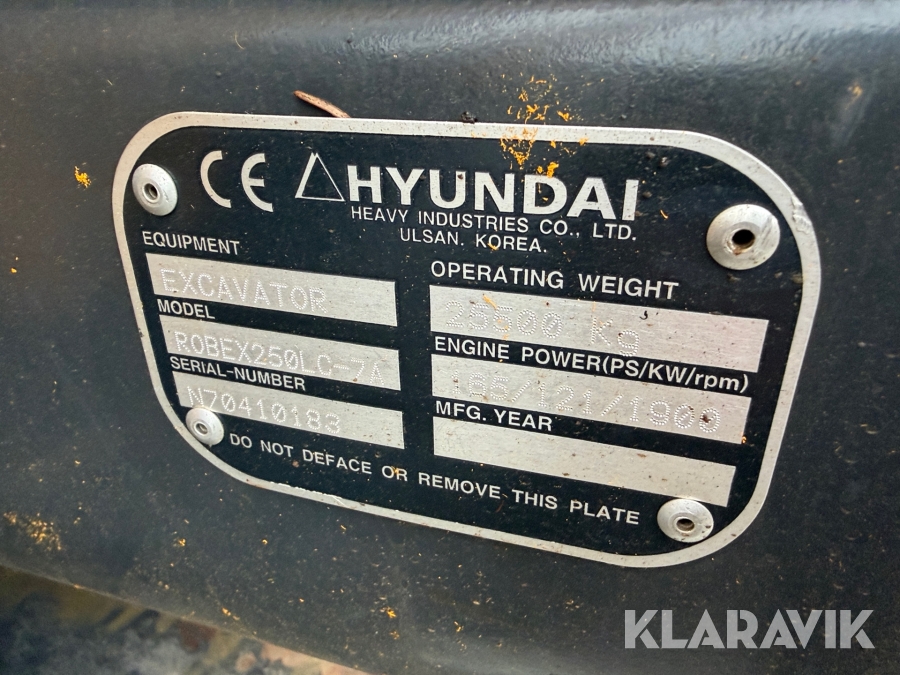 CE HYUNDAI
HEAVY INDUSTRIES CO., LTD.
ULSAN, KOREA.
EQUIPMENT
EXCAVATOR
MODEL
ROBEX250LC-7A
SERIAL-NUMBER
N70410183
OPERATING WEIGHT
25500 Kg
ENGINE POWER(PS/KW/rpm)
165/121/1900
MFG. YEAR
DO NOT DEFACE OR REMOVE THIS PLATE
KLARAVIK